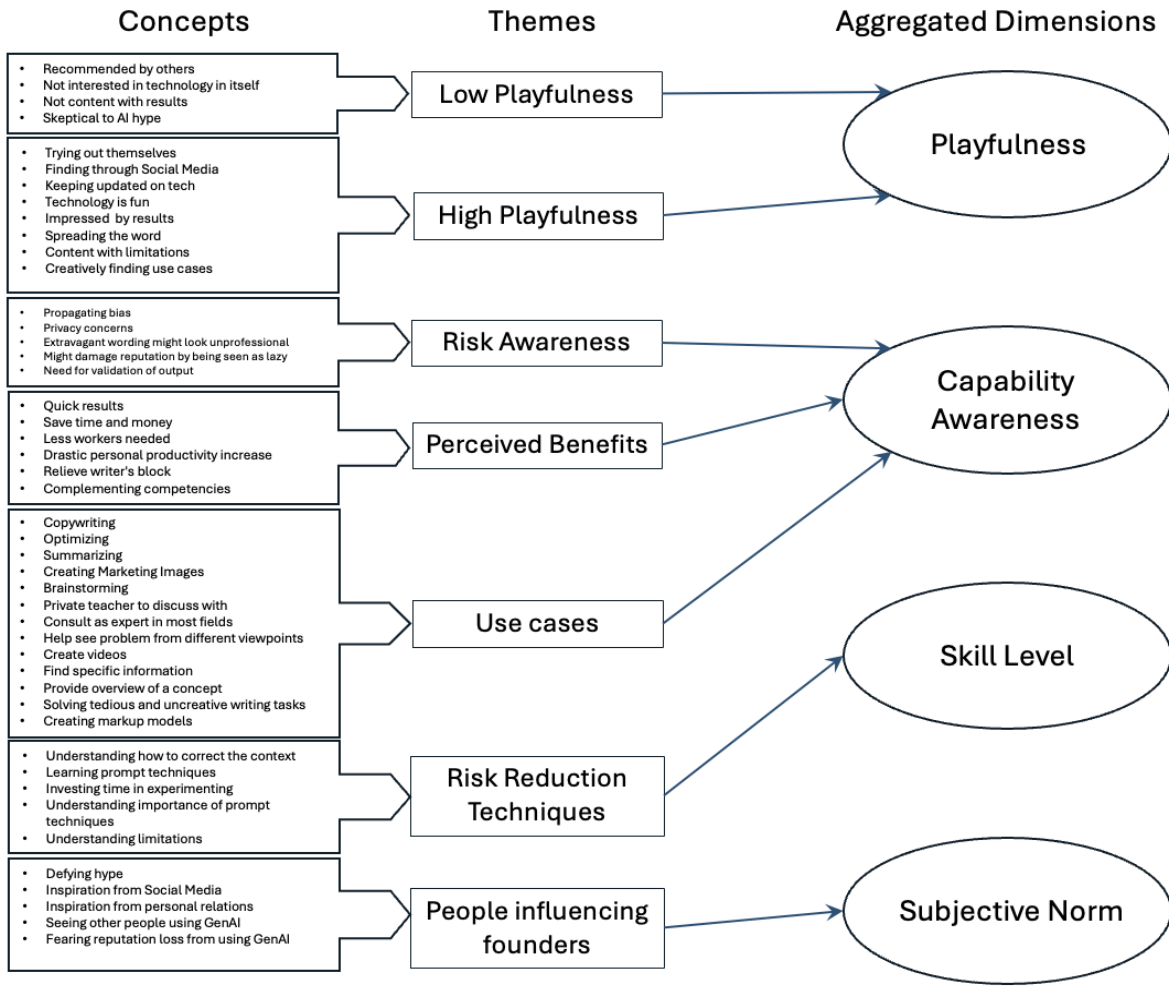 Concepts
Themes
Aggregated Dimensions
• Recommended by others
• Not interested in technology in itself
• Not content with results
• Skeptical to AI hype
Low Playfulness
Playfulness
• Trying out themselves
• Finding through Social Media
• Keeping updated on tech
• Technology is fun
• Impressed by results
• Spreading the word
• Content with limitations
• Creatively finding use cases
High Playfulness
• Propagating bias
• Privacy concerns
• Extravagant wording might look unprofessional
• Might damage reputation by being seen as lazy
• Need for validation of output
Risk Awareness
Capability
Awareness
• Quick results
• Save time and money
• Less workers needed
• Drastic personal productivity increase
• Relieve writer's block
• Complementing competencies
Perceived Benefits
• Copywriting
• Optimizing
• Summarizing
• Creating Marketing Images
• Brainstorming
• Private teacher to discuss with
• Consult as expert in most fields
• Help see problem from different viewpoints
• Create videos
• Find specific information
• Provide overview of a concept
• Solving tedious and uncreative writing tasks
• Creating markup models
Use cases
Skill Level
• Understanding how to correct the context
• Learning prompt techniques
• Investing time in experimenting
• Understanding importance of prompt
techniques
• Understanding limitations
Risk Reduction
Techniques
• Defying hype
• Inspiration from Social Media
• Inspiration from personal relations
• Seeing other people using GenAI
• Fearing reputation loss from using GenAI
People influencing
founders
Subjective Norm